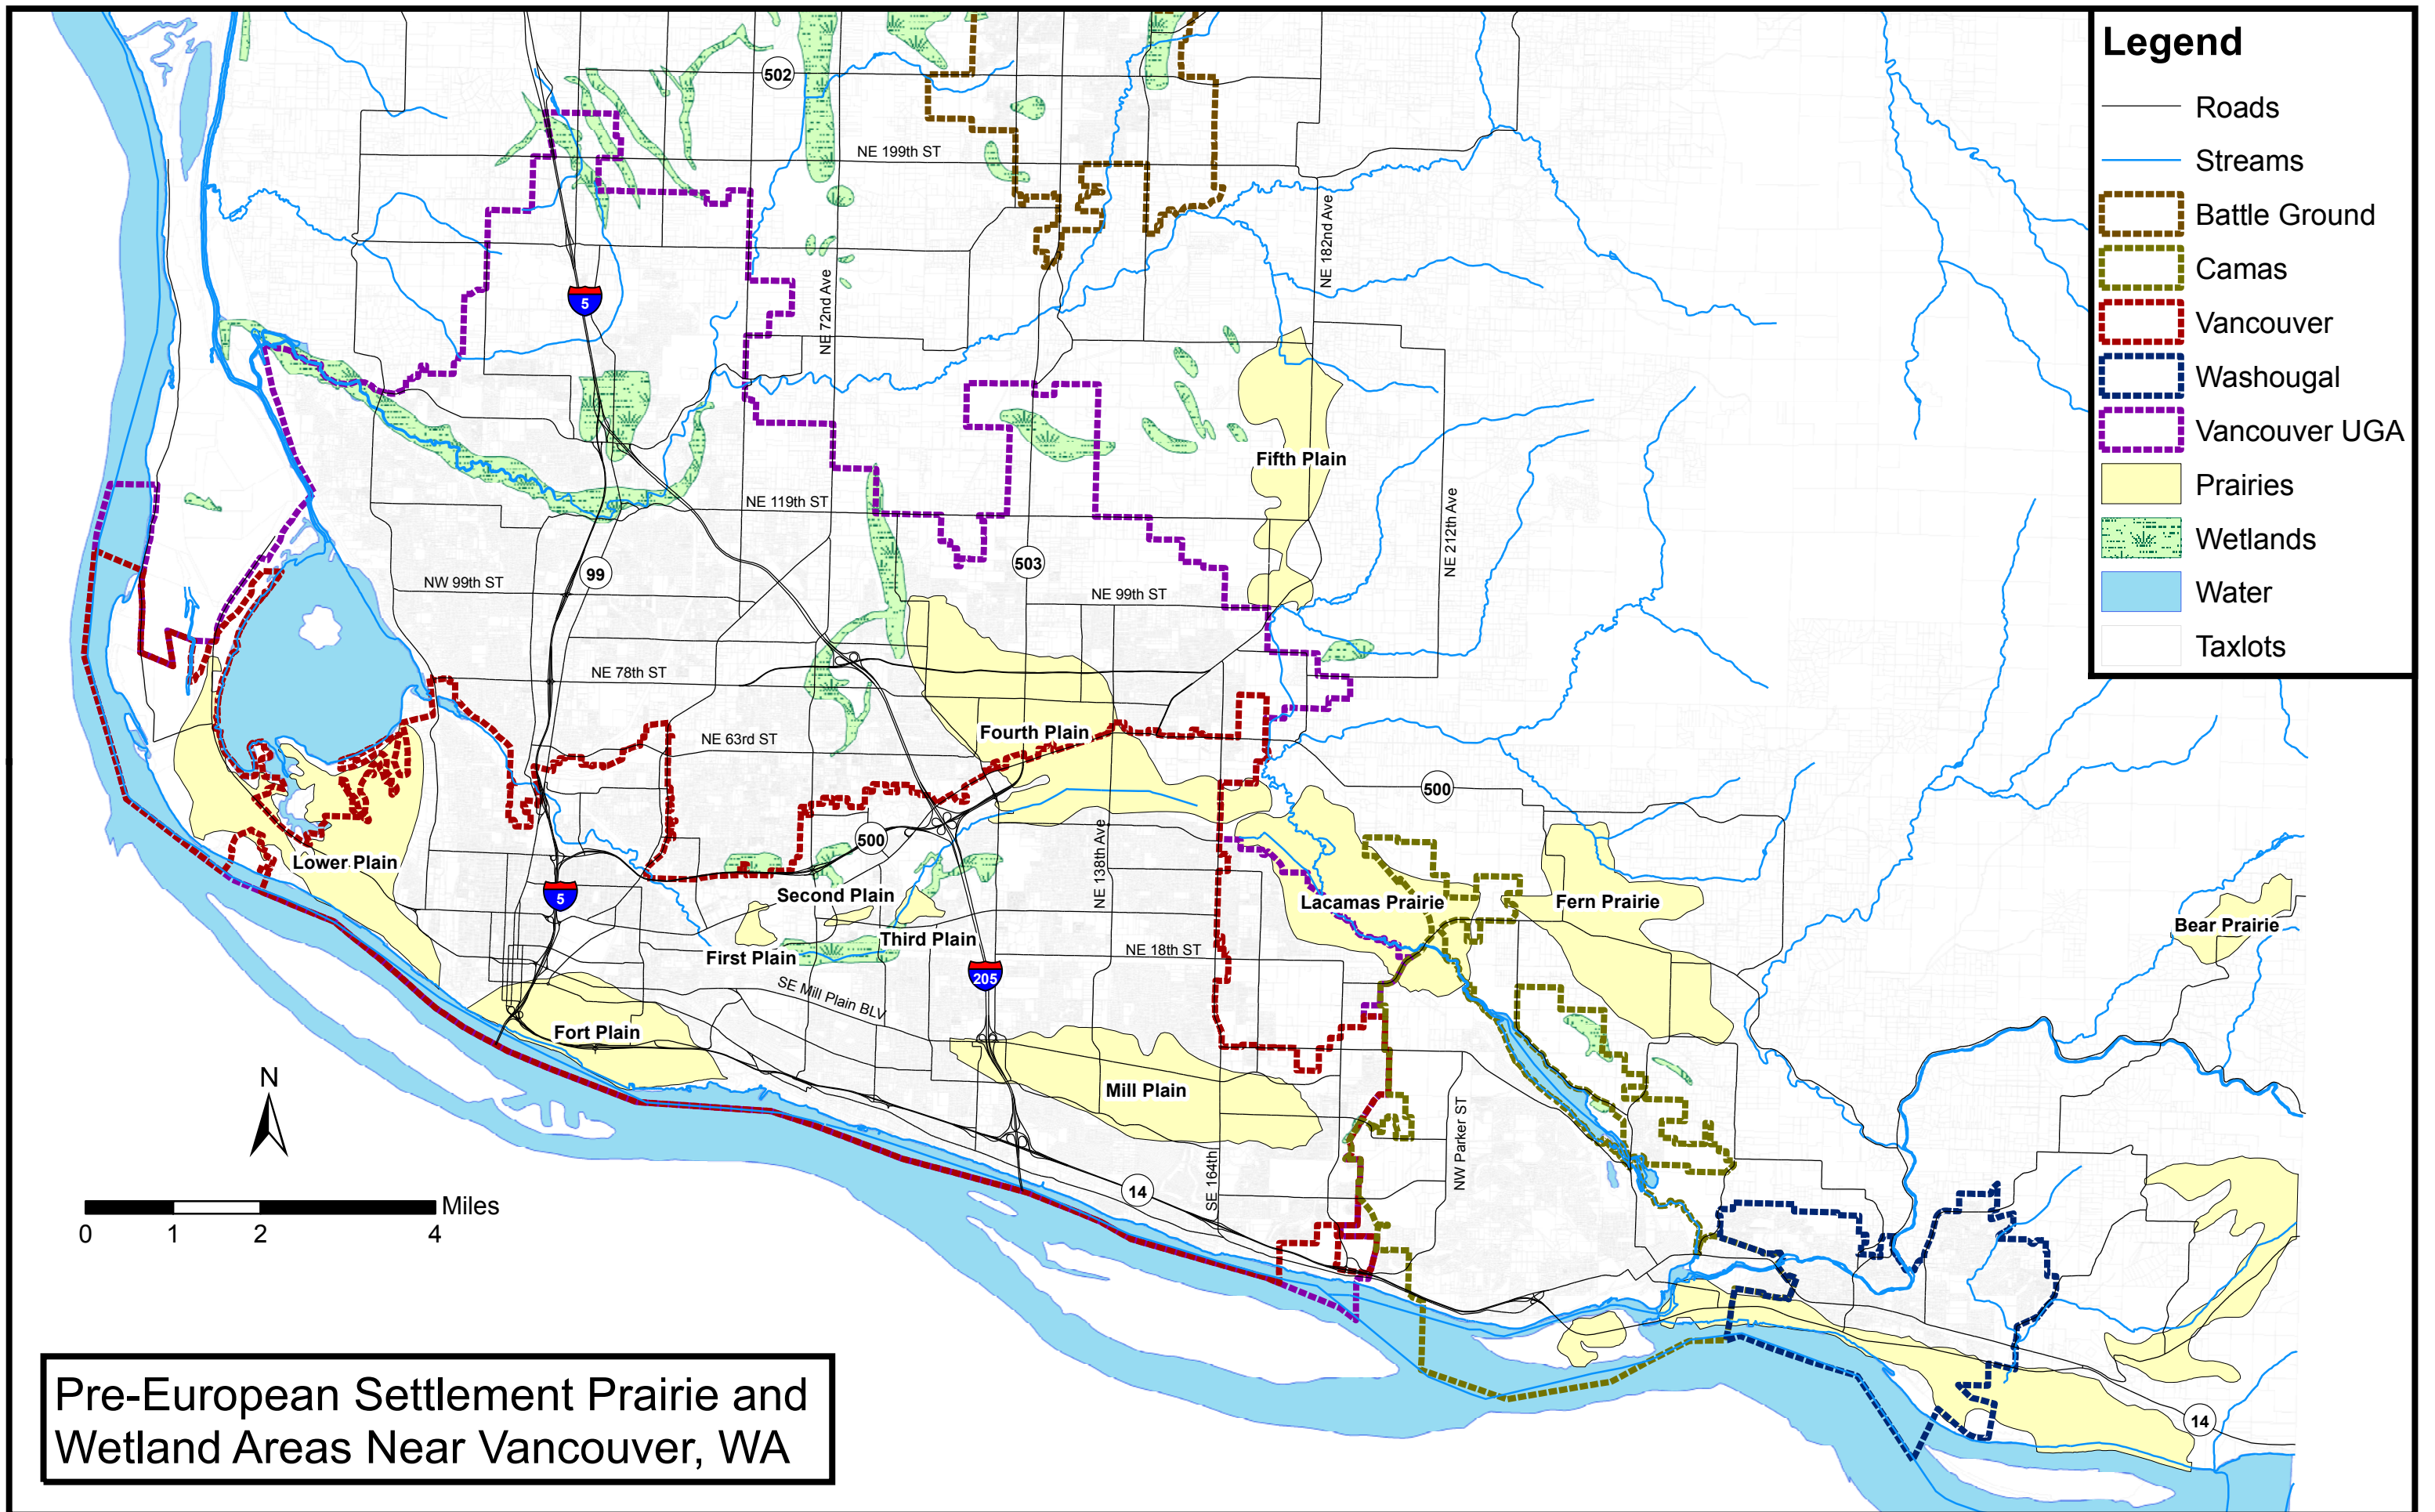 Legend
Roads
Streams
Battle Ground
Camas
Vancouver
Washougal
Vancouver UGA
Prairies
Wetlands
Water
Taxlots
502
NE 199th ST
NE 182nd Ave
NE 72nd Ave
5
Fifth Plain
NE 212th Ave
NE 119th ST
503
99
NW 99th ST
NE 99th ST
NE 78th ST
Fourth Plain
NE 63rd ST
500
500
NE 138th Ave
Lower Plain
5
Second Plain
Lacamas Prairie
Fern Prairie
Bear Prairie
Third Plain
First Plain
NE 18th ST
205
SE Mill Plain BLV
Fort Plain
Mill Plain
NW Parker ST
SE 164th
14
14
N
Miles
0 1 2 4
Pre-European Settlement Prairie and
Wetland Areas Near Vancouver, WA